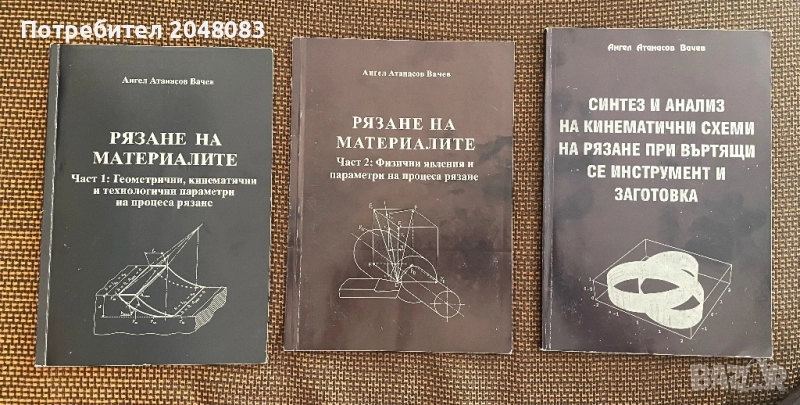 Потребител 2048083
Ангел Атанасов Вачев
РЯЗАНЕ НА
МАТЕРИАЛИТЕ
Част 1: Геометрични, кинематични
и технологични параметри
на процеса рязане
Ангел Атанасов Вачев
РЯЗАНЕ НА
МАТЕРИАЛИТЕ
Част 2: Физични явления и
параметри на процеса рязане
Ангел Атанасов Вачев
СИНТЕЗ И АНАЛИЗ
НА КИНЕМАТИЧНИ СХЕМИ
НА РЯЗАНЕ ПРИ ВЪРТЯЩИ
СЕ ИНСТРУМЕНТ И
ЗАГОТОВКА
BAZAR